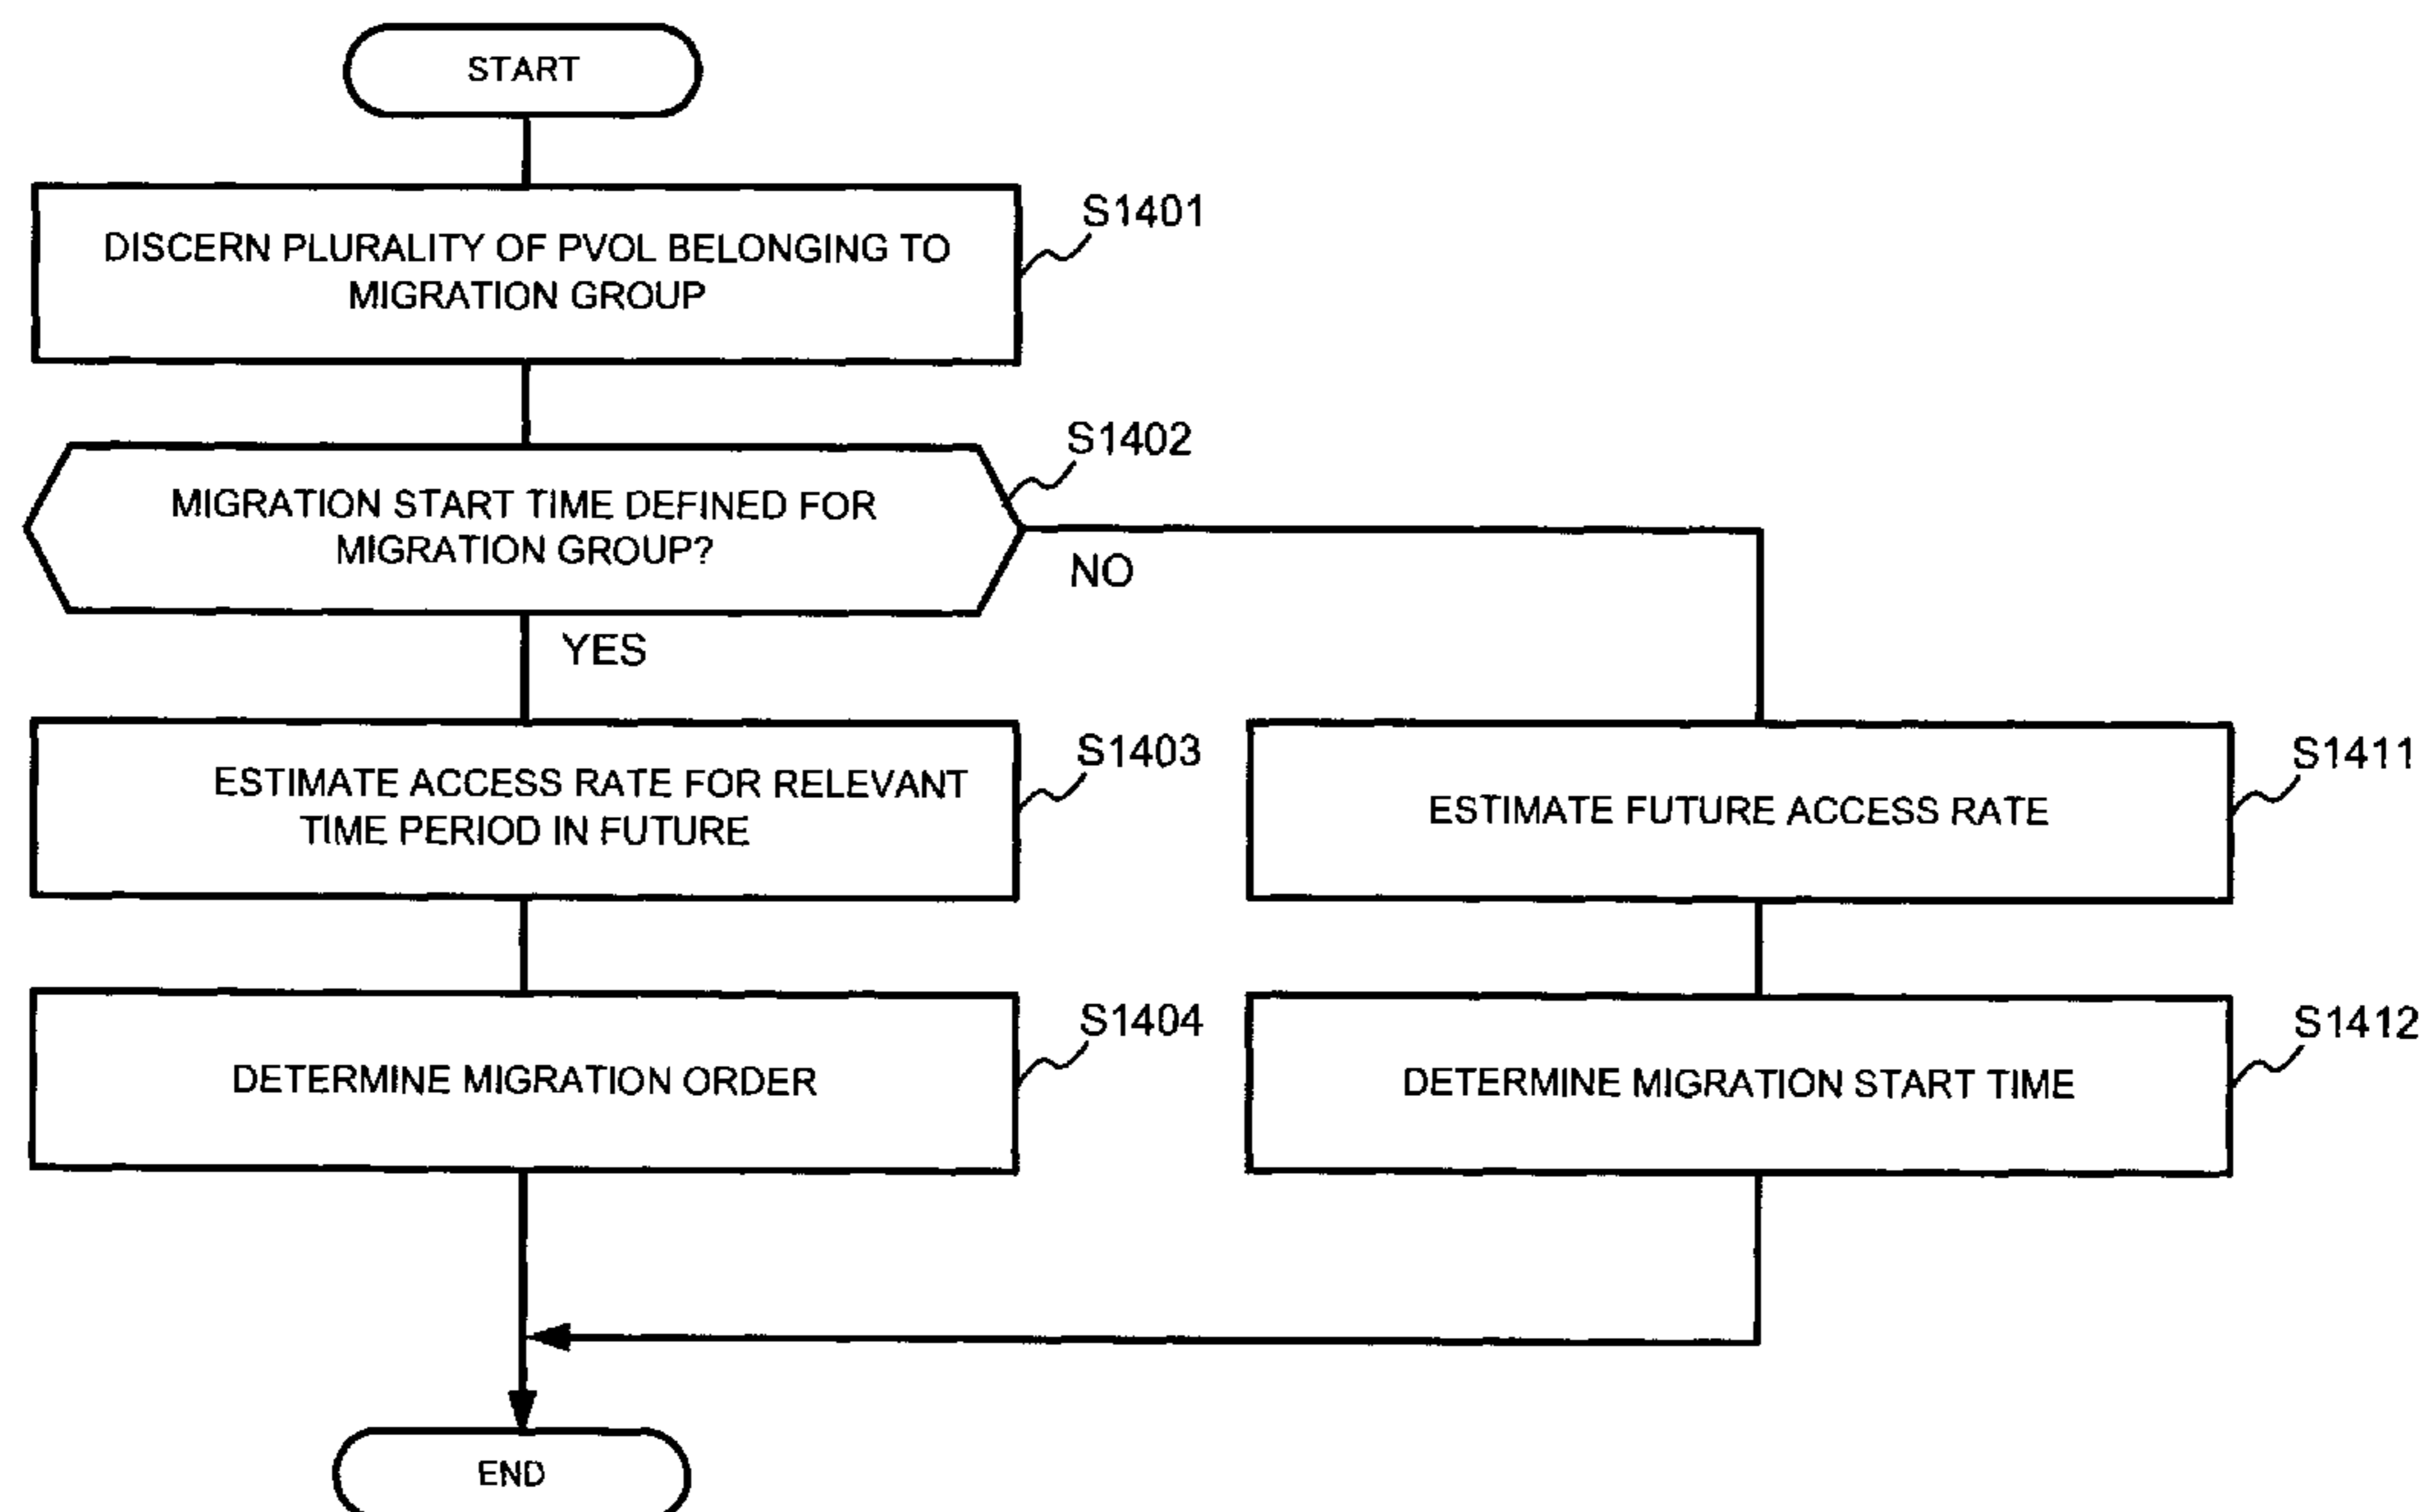 START
S1401
DISCERN PLURALITY OF PVOL BELONGING TO
MIGRATION GROUP
S1402
MIGRATION START TIME DEFINED FOR
MIGRATION GROUP?
NO
YES
S1403
ESTIMATE ACCESS RATE FOR RELEVANT
TIME PERIOD IN FUTURE
S1411
ESTIMATE FUTURE ACCESS RATE
S1404
DETERMINE MIGRATION ORDER
S1412
DETERMINE MIGRATION START TIME
END